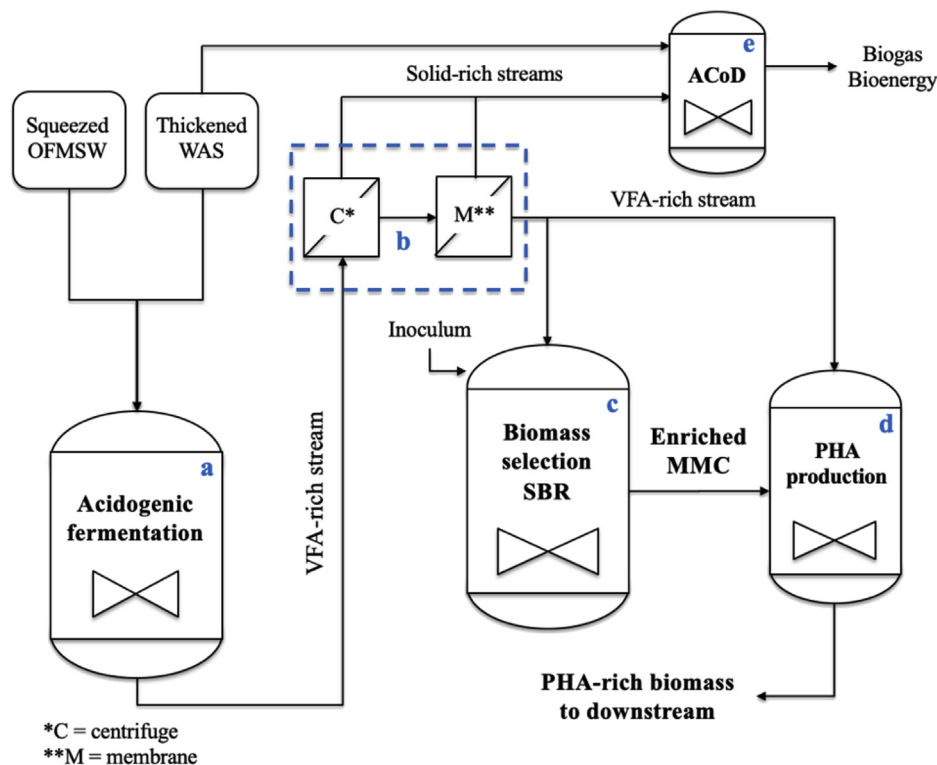 e
ACoD
Biogas
Bioenergy
Solid-rich streams
Squeezed
OFMSW
Thickened
WAS
C*
M**
b
VFA-rich stream
Inoculum
a
Acidogenic
fermentation
VFA-rich stream
c
Biomass
selection
SBR
Enriched
MMC
d
PHA
production
PHA-rich biomass
to downstream
*C = centrifuge
**M = membrane